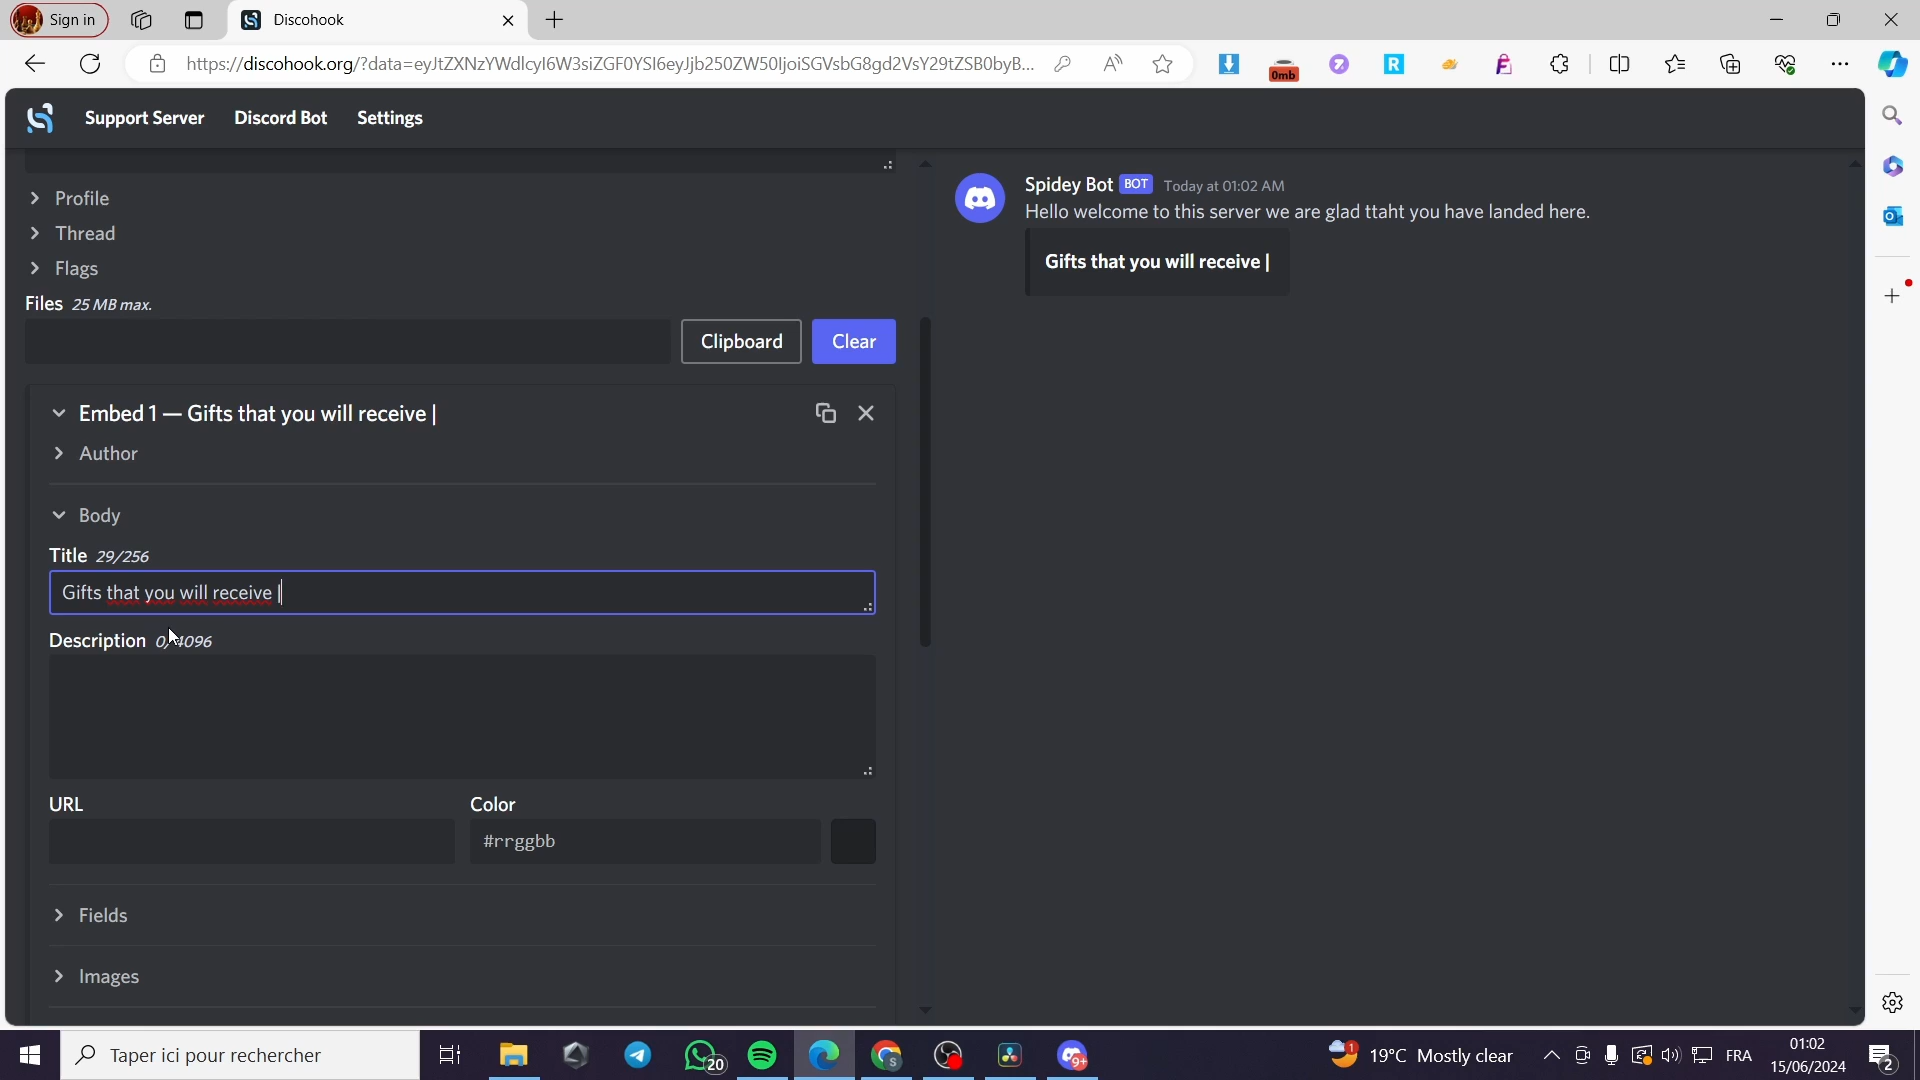 Sign in
Discohook
https://discohook.org/?data=eyJtZXNzYWdlcyI6W3siZGF0YSI6eyJjb250ZW50IjoiSGVsbG8gd2VsY29tZSB0byB...
0mb
R
Support Server Discord Bot Settings
Profile
Thread
Flags
Files 25 MB max.
Clipboard Clear
Embed 1 — Gifts that you will receive |
Author
Body
Title 29/256
Gifts that you will receive |
Description 0/4096
URL Color
#rrggbb
Fields
Images
Spidey Bot BOT Today at 01:02 AM
Hello welcome to this server we are glad ttaht you have landed here.
Gifts that you will receive |
Taper ici pour rechercher
20
S
9+
1
19°C Mostly clear
FRA
01:02
15/06/2024
2